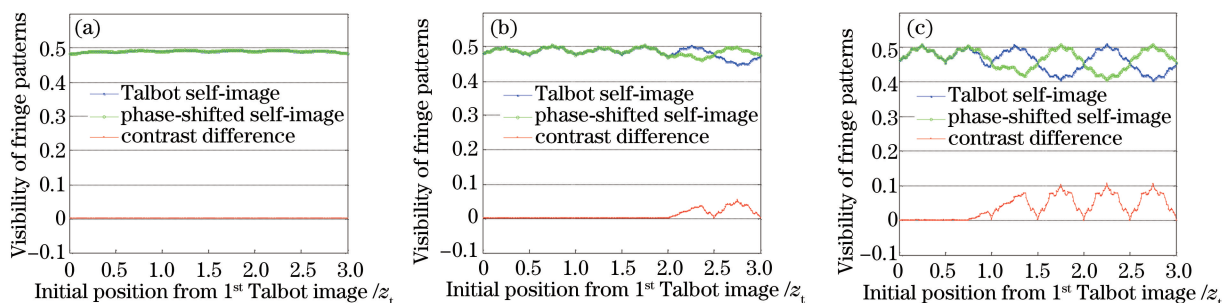 (a)
Visibility of fringe patterns
0.5
0.4
0.3
0.2
0.1
0
−0.1
Talbot self-image
phase-shifted self-image
contrast difference
0 0.5 1.0 1.5 2.0 2.5 3.0
Initial position from 1st Talbot image /zt
(b)
Visibility of fringe patterns
0.5
0.4
0.3
0.2
0.1
0
−0.1
Talbot self-image
phase-shifted self-image
contrast difference
0 0.5 1.0 1.5 2.0 2.5 3.0
Initial position from 1st Talbot image /zt
(c)
Visibility of fringe patterns
0.5
0.4
0.3
0.2
0.1
0
−0.1
Talbot self-image
phase-shifted self-image
contrast difference
0 0.5 1.0 1.5 2.0 2.5 3.0
Initial position from 1st Talbot image /z